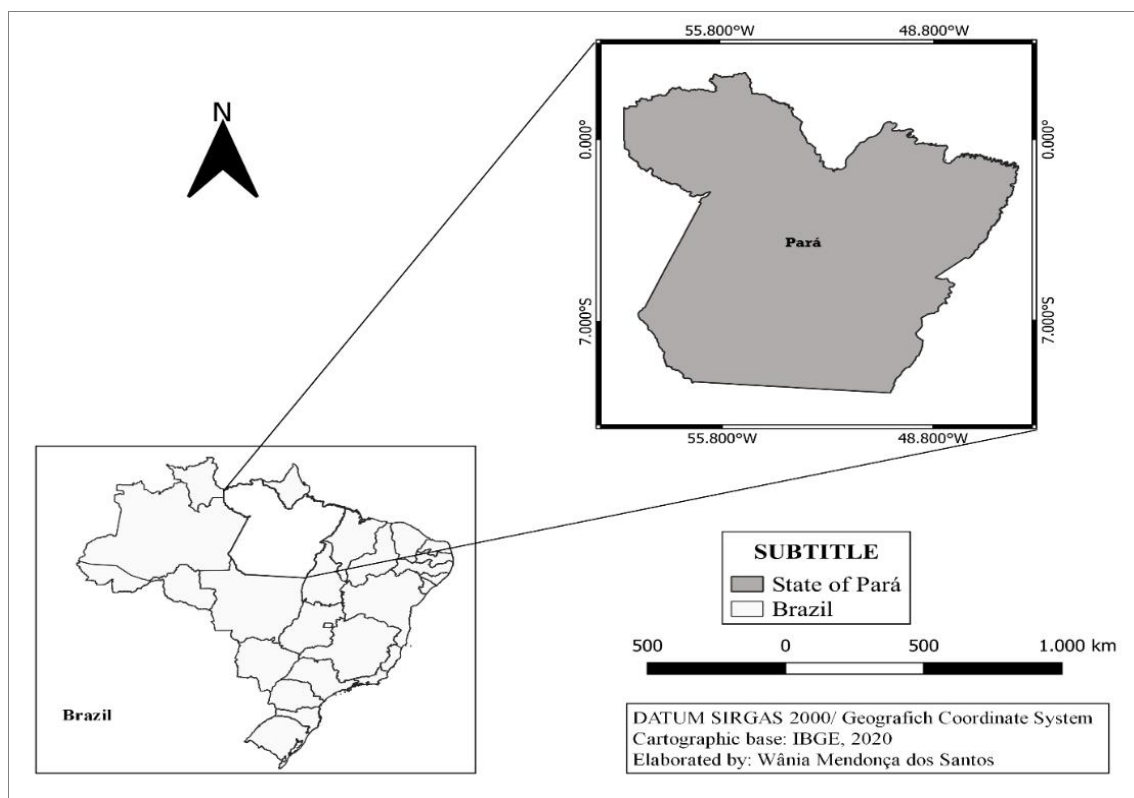 55.800°W 48.800°W
N
0.000° 0.000°
Pará
7.000°S 7.000°S
55.800°W 48.800°W
SUBTITLE
State of Pará
Brazil
500 0 500 1.000 km
Brazil
DATUM SIRGAS 2000/ Geografich Coordinate System
Cartographic base: IBGE, 2020
Elaborated by: Wânia Mendonça dos Santos